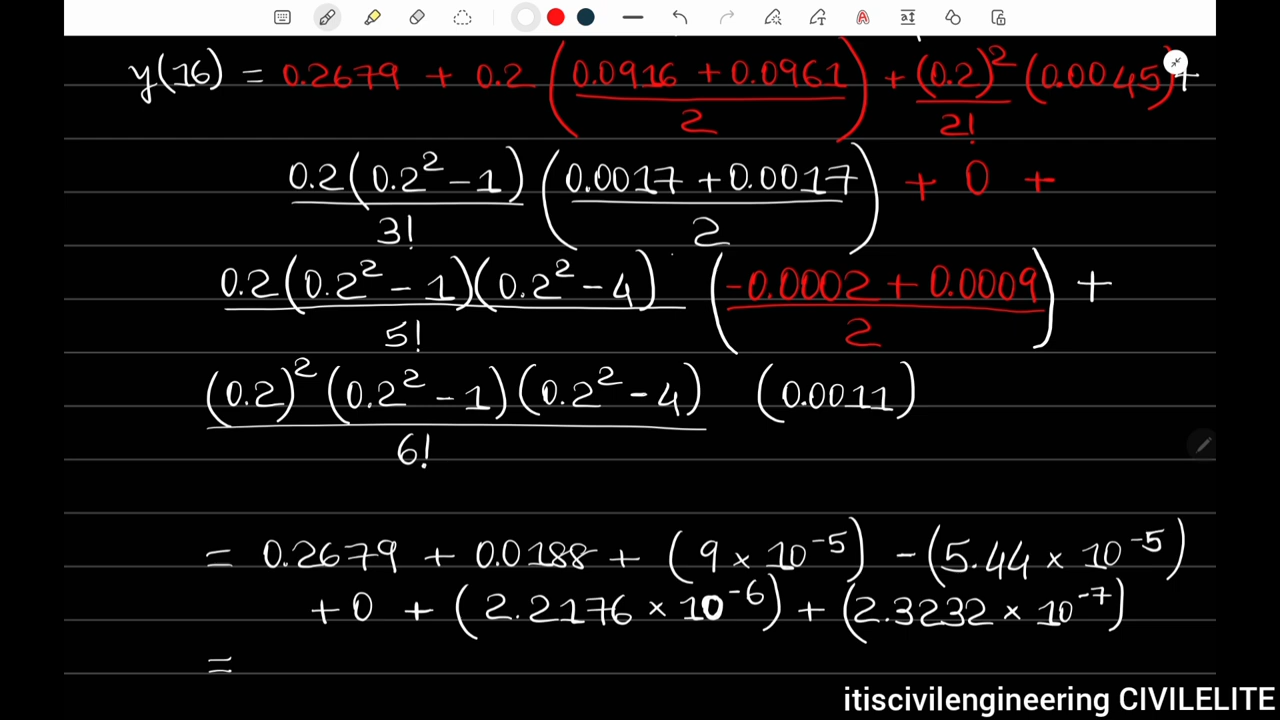 y(16) = 0.2679 + 0.2 ( (0.0916 + 0.0961) / 2 ) + (0.2)² / 2! (0.0045) +
0.2(0.2² − 1) / 3! ( (0.0017 + 0.0017) / 2 ) + 0 +
0.2(0.2² − 1)(0.2² − 4) / 5! ( (−0.0002 + 0.0009) / 2 ) +
(0.2)² (0.2² − 1)(0.2² − 4) / 6! (0.0011)
= 0.2679 + 0.0188 + (9 × 10⁻⁵) − (5.44 × 10⁻⁵)
+ 0 + (2.2176 × 10⁻⁶) + (2.3232 × 10⁻⁷)
=
itiscivilengineering CIVILELITE